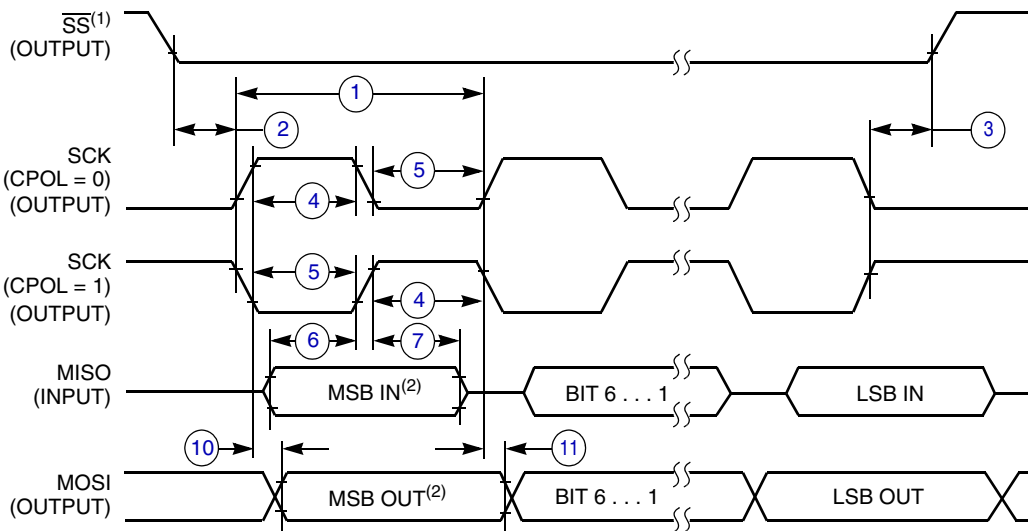 SS(1)
(OUTPUT)
1
2
3
SCK
(CPOL = 0)
(OUTPUT)
5
4
SCK
(CPOL = 1)
(OUTPUT)
5
4
6
7
MISO
(INPUT)
MSB IN(2)
BIT 6 . . . 1
LSB IN
10
11
MOSI
(OUTPUT)
MSB OUT(2)
BIT 6 . . . 1
LSB OUT